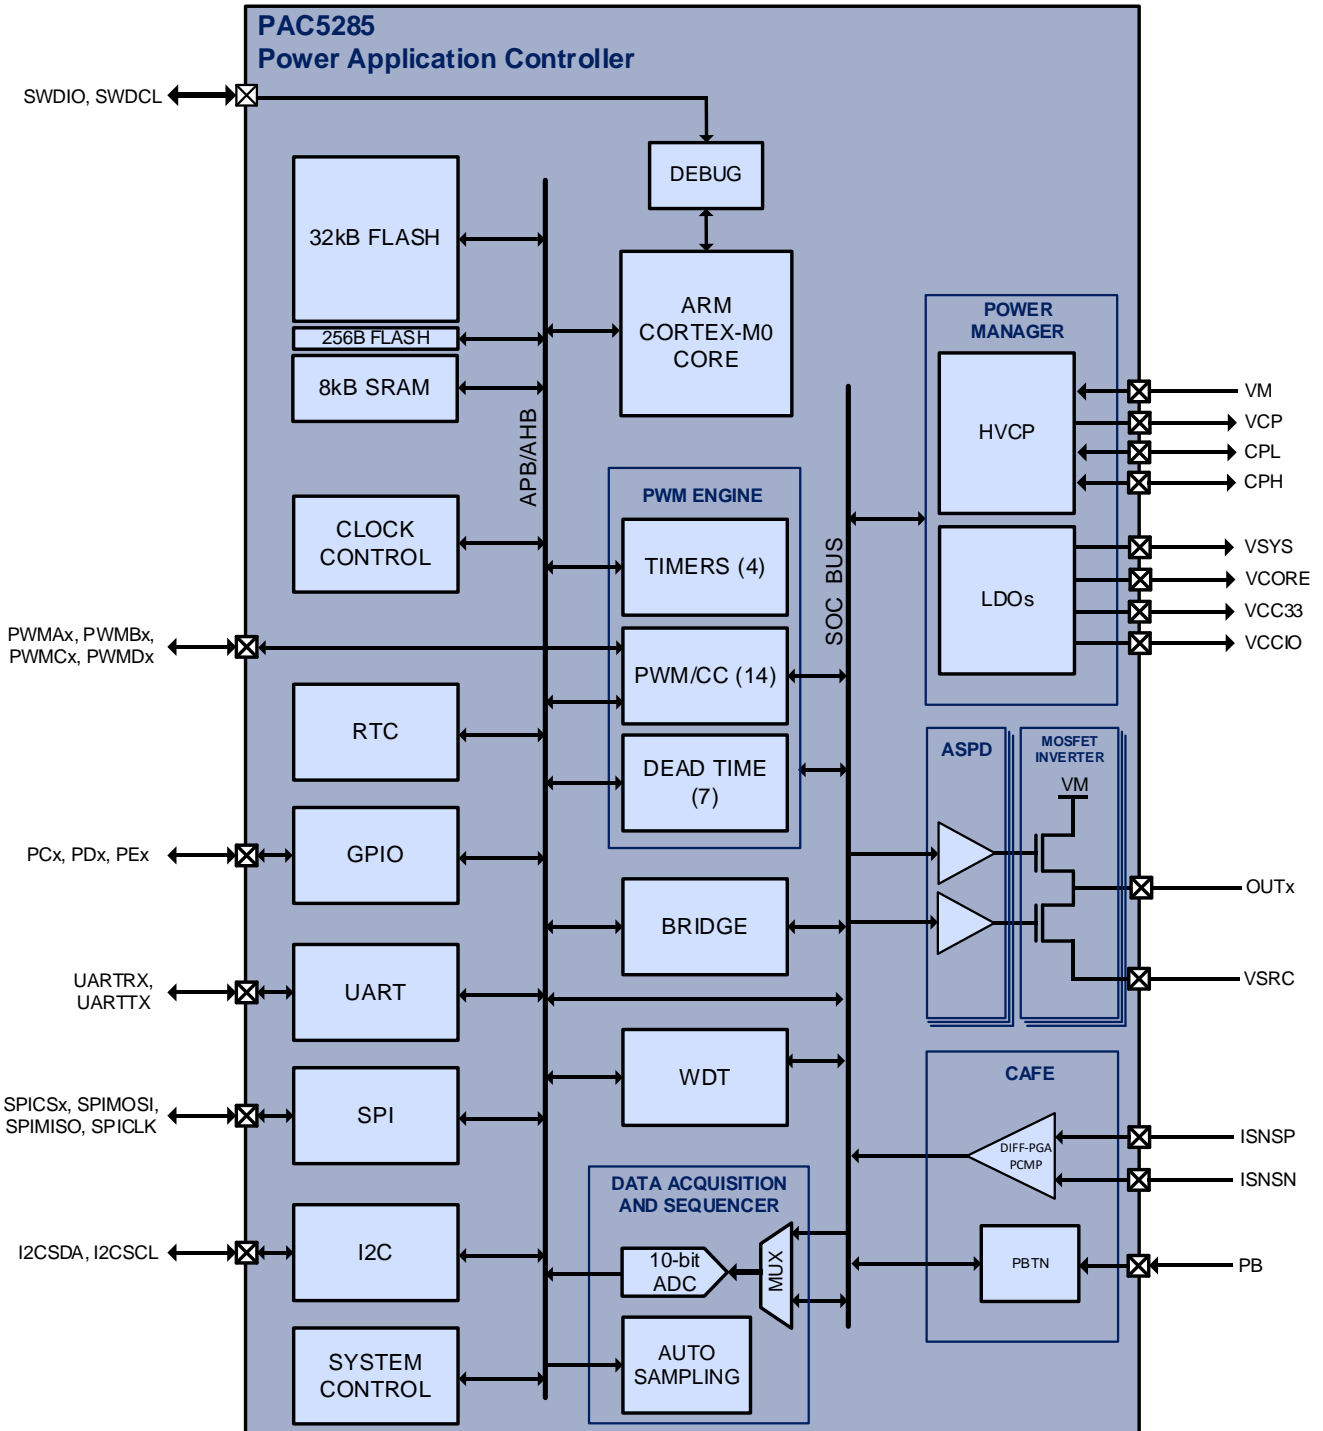 PAC5285
Power Application Controller
SWDIO, SWDCL
DEBUG
32kB FLASH
256B FLASH
8kB SRAM
ARM
CORTEX-M0
CORE
APB/AHB
POWER
MANAGER
HVCP
VM
VCP
CPL
CPH
LDOs
VSYS
VCORE
VCC33
VCCIO
CLOCK
CONTROL
PWM ENGINE
TIMERS (4)
PWM/CC (14)
DEAD TIME
(7)
SOC BUS
PWMAx, PWMBx,
PWMCx, PWMDx
RTC
PCx, PDx, PEx
GPIO
ASPD
MOSFET
INVERTER
VM
OUTx
VSRC
BRIDGE
UARTRX,
UARTTX
UART
WDT
SPICSx, SPIMOSI,
SPIMISO, SPICLK
SPI
CAFE
DIFF-PGA
PCMP
ISNSP
ISNSN
PBTN
PB
DATA ACQUISITION
AND SEQUENCER
10-bit
ADC
MUX
AUTO
SAMPLING
I2CSDA, I2CSCL
I2C
SYSTEM
CONTROL